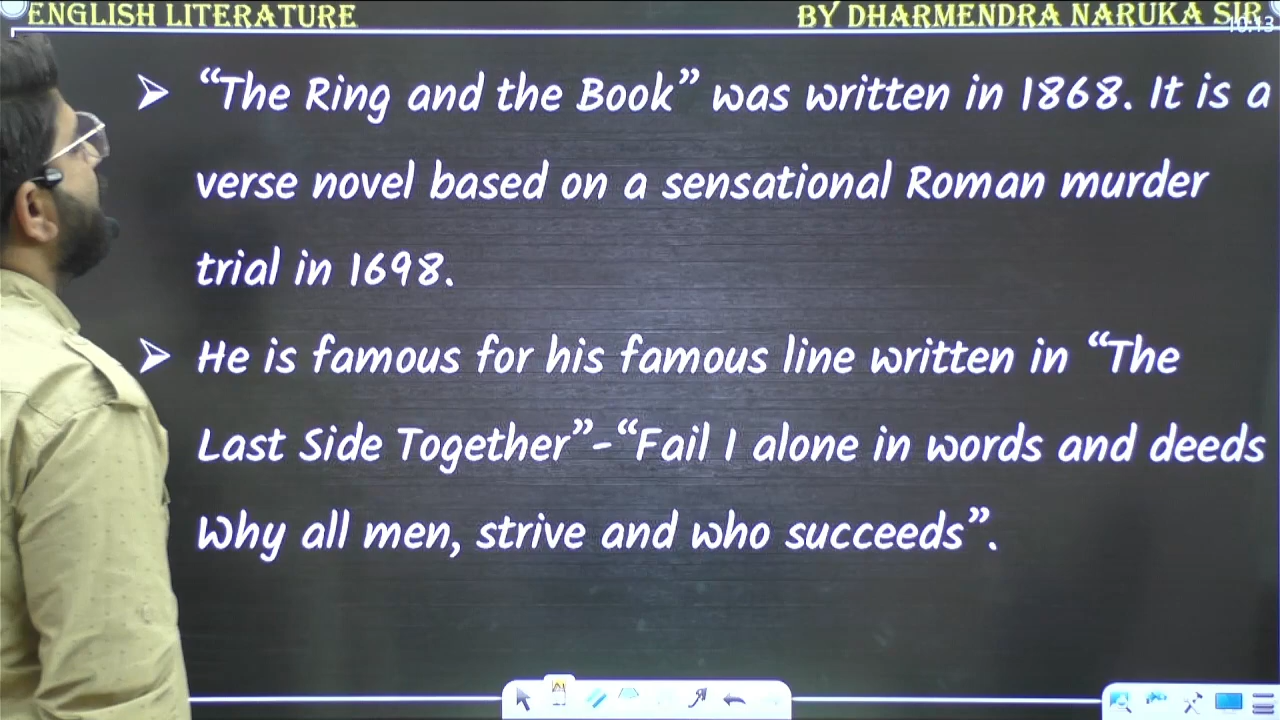 ENGLISH LITERATURE BY DHARMENDRA NARUKA SIR
10:13
➢ “The Ring and the Book” was written in 1868. It is a
verse novel based on a sensational Roman murder
trial in 1698.
➢ He is famous for his famous line written in “The
Last Side Together”-“Fail I alone in words and deeds
Why all men, strive and who succeeds”.